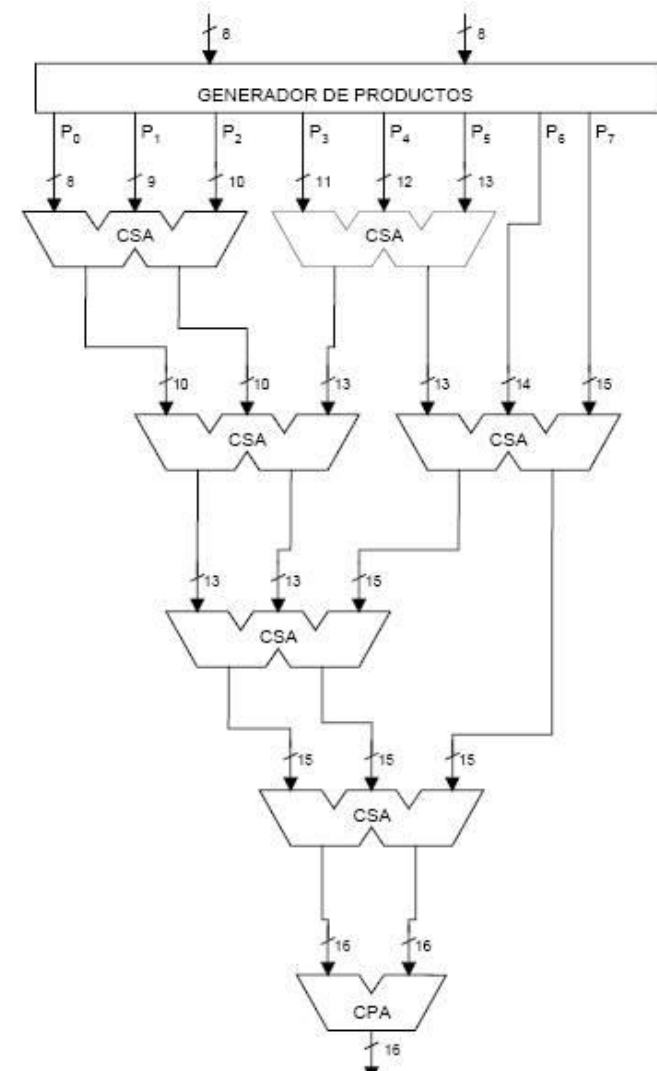 8 8
GENERADOR DE PRODUCTOS
P0 P1 P2 P3 P4 P5 P6 P7
8 9 10 11 12 13
CSA CSA
10 10 13 13 14 15
CSA CSA
13 13 15
CSA
15 15 15
CSA
16 16
CPA
16